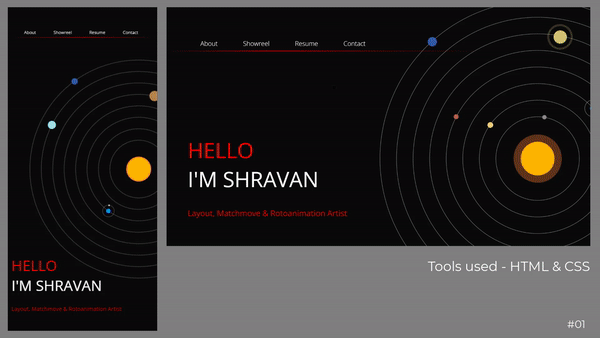 About Showreel Resume Contact
HELLO
I'M SHRAVAN
Layout, Matchmove & Rotoanimation Artist
About Showreel Resume Contact
HELLO
I'M SHRAVAN
Layout, Matchmove & Rotoanimation Artist
Tools used - HTML & CSS
#01